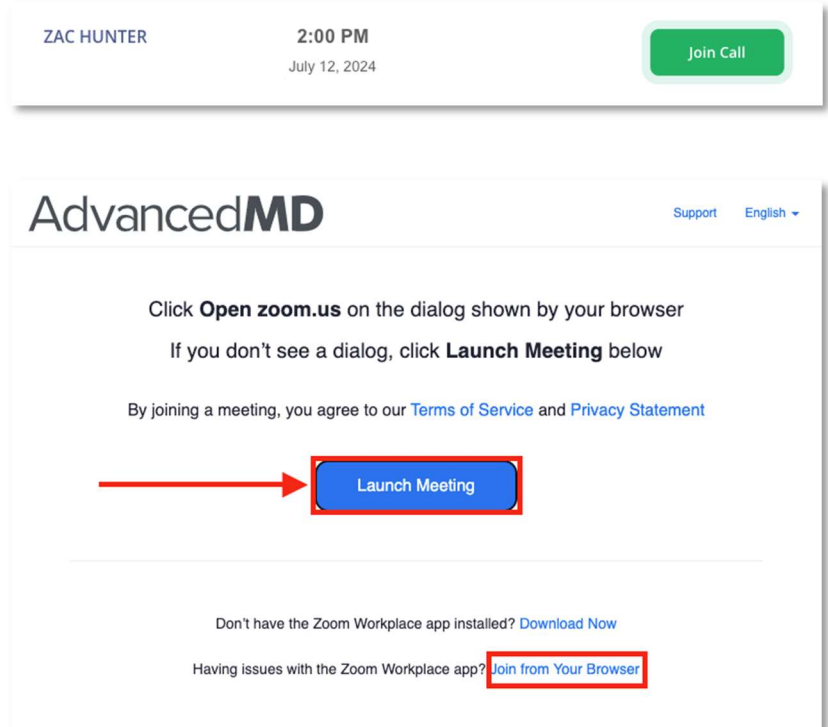 ZAC HUNTER 2:00 PM Join Call
July 12, 2024
AdvancedMD Support English
Click Open zoom.us on the dialog shown by your browser
If you don't see a dialog, click Launch Meeting below
By joining a meeting, you agree to our Terms of Service and Privacy Statement
Launch Meeting
Don't have the Zoom Workplace app installed? Download Now
Having issues with the Zoom Workplace app? Join from Your Browser